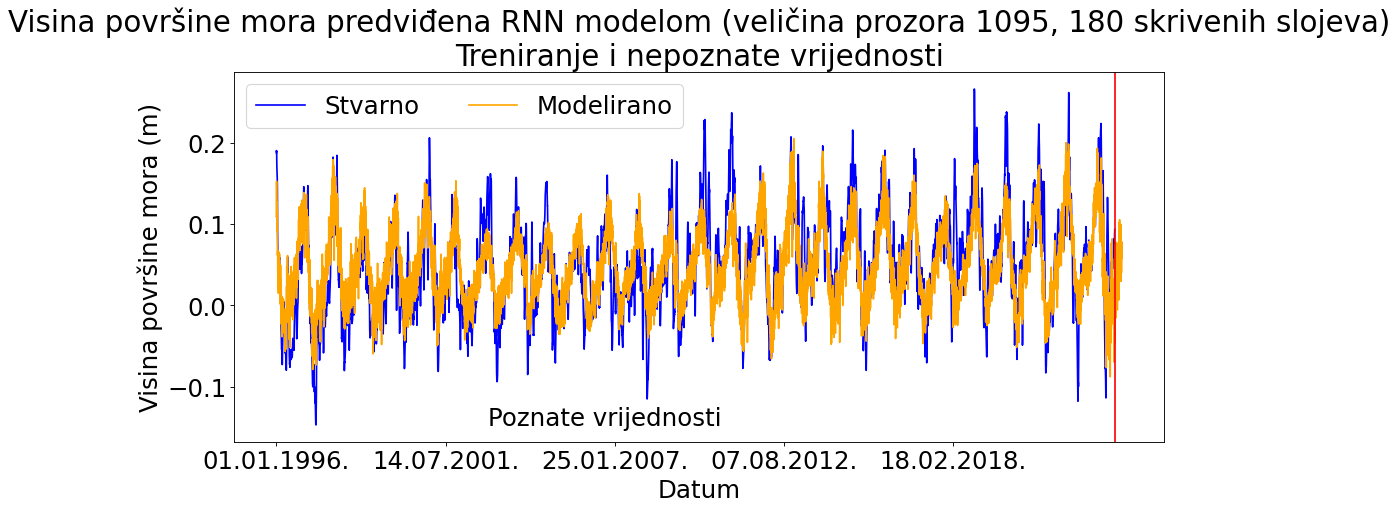 Visina površine mora predviđena RNN modelom (veličina prozora 1095, 180 skrivenih slojeva)
Treniranje i nepoznate vrijednosti
Stvarno
Modelirano
Visina površine mora (m)
0.2
0.1
0.0
−0.1
Poznate vrijednosti
01.01.1996.
14.07.2001.
25.01.2007.
07.08.2012.
18.02.2018.
Datum